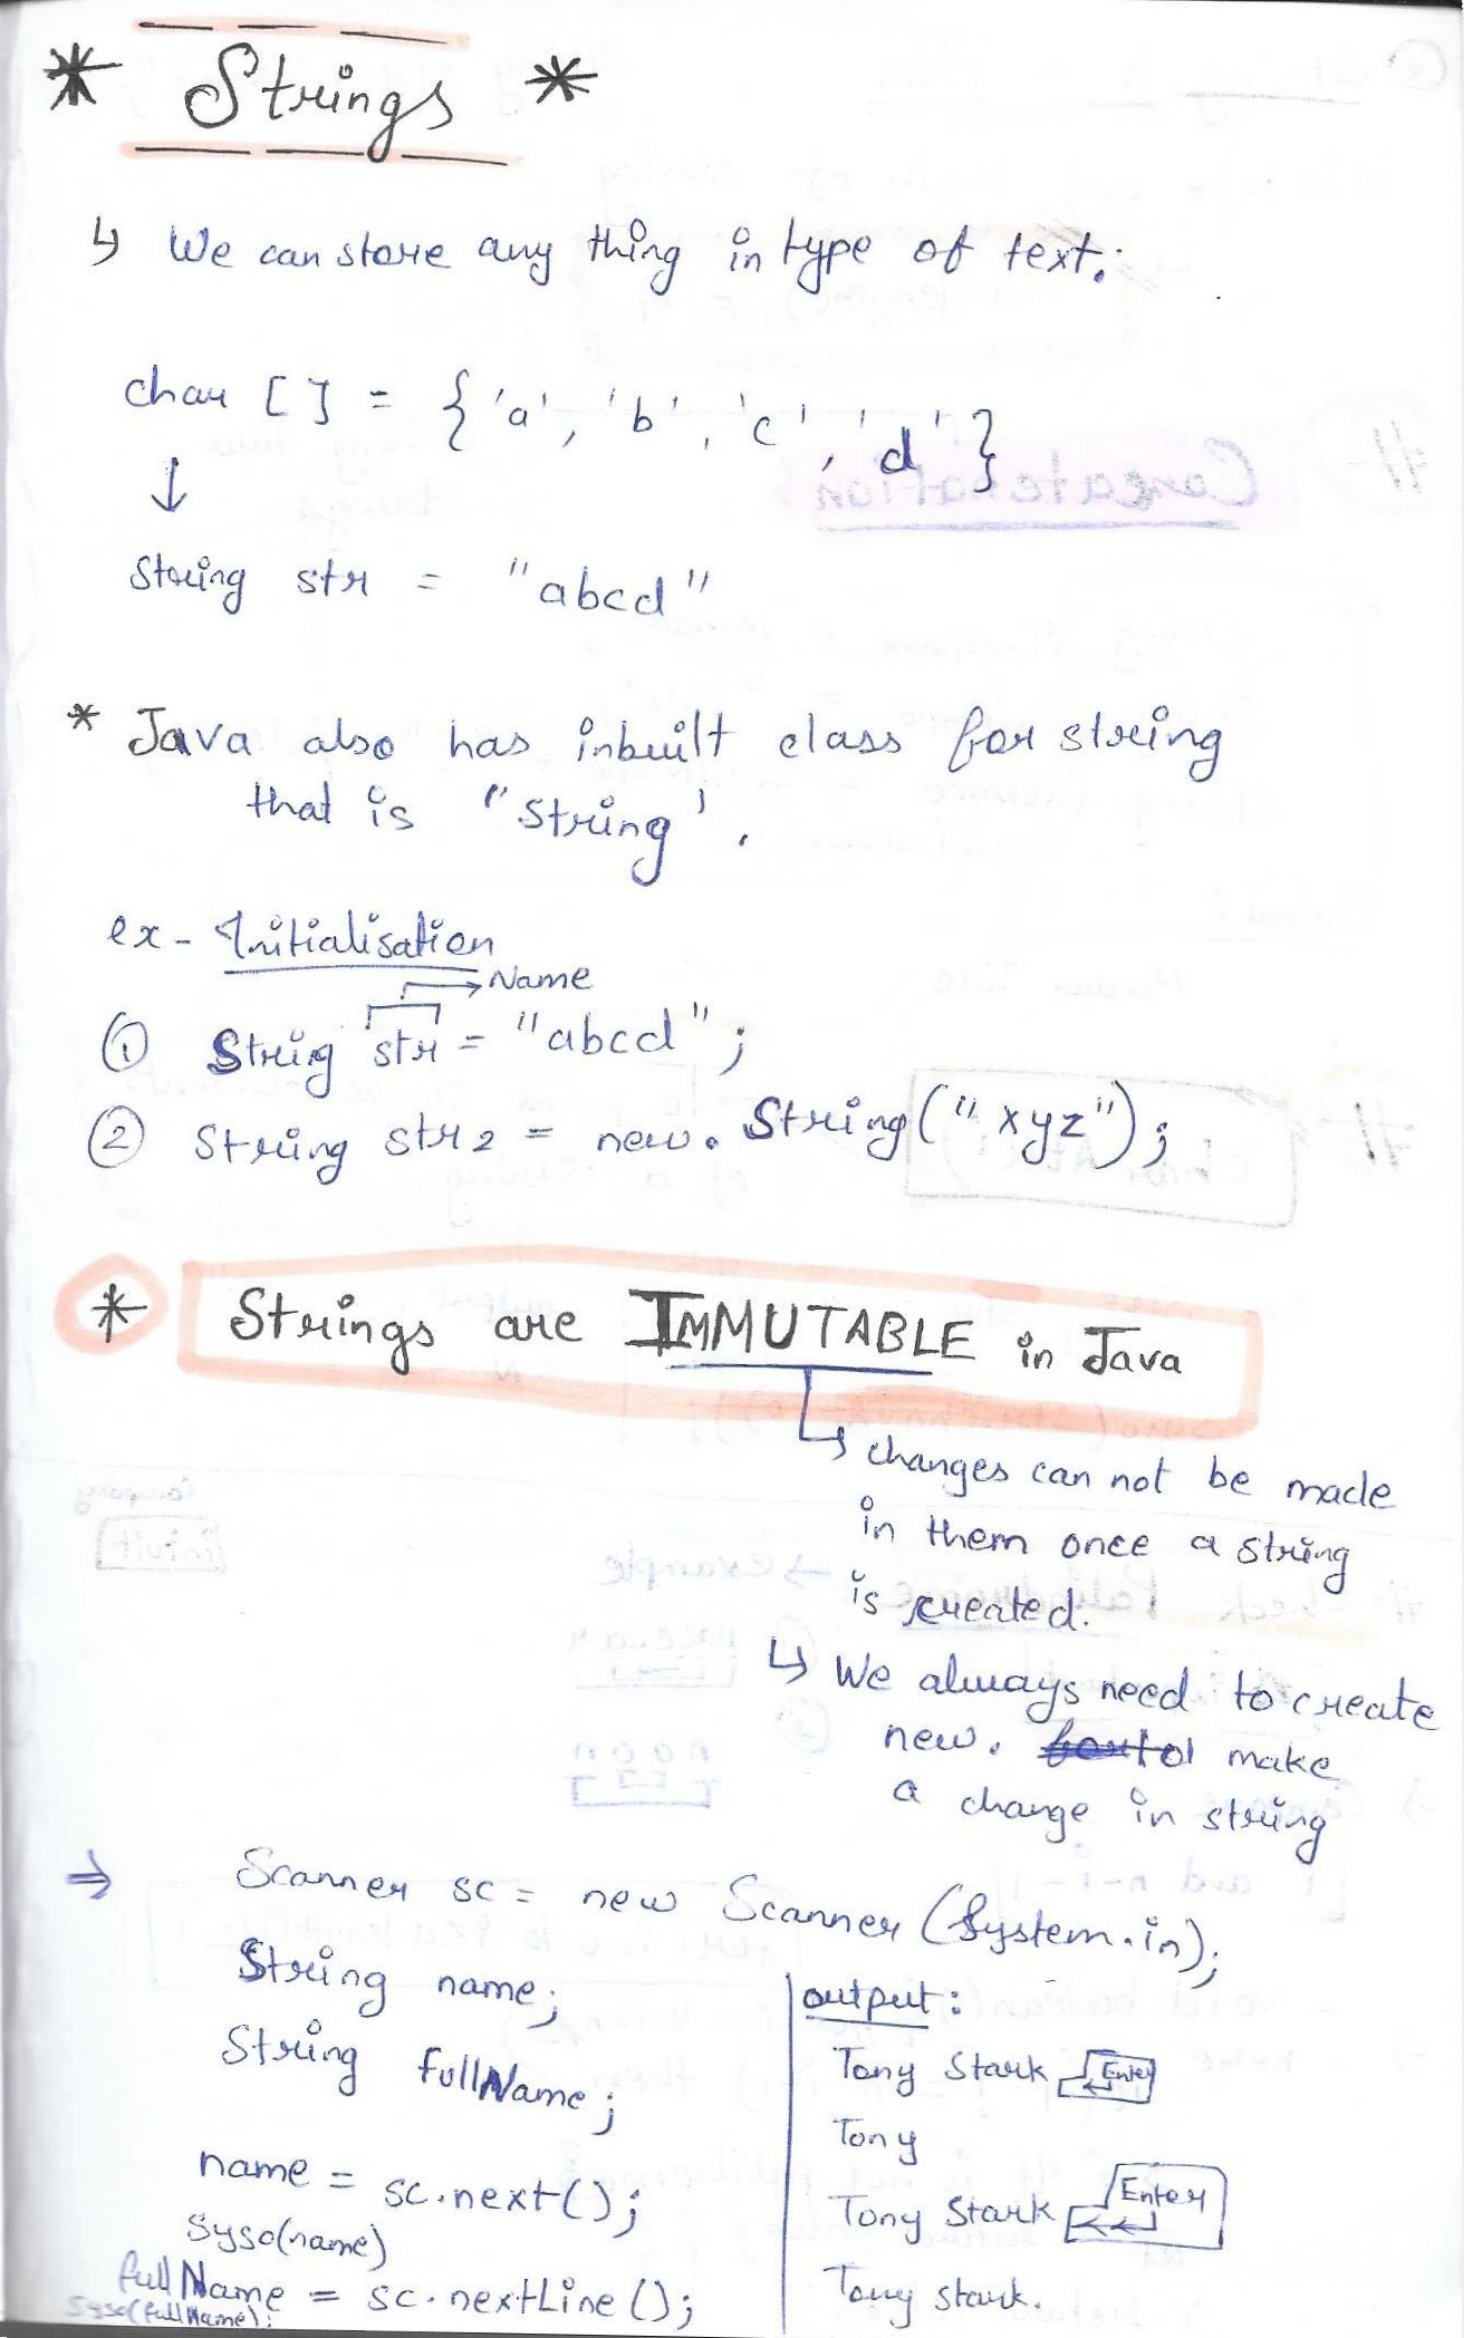 * Strings *
↳ We can store any thing in type of text.
char [] = {'a', 'b', 'c', 'd'}
↓
String str = "abcd"
* Java also has inbuilt class for string
that is "String'.
ex - Initialisation
→ Name
① String str = "abcd";
② String str2 = new. String("xyz");
* Strings are IMMUTABLE in Java
↳ changes can not be made
in them once a string
is created.
↳ We always need to create
new. make
a change in string
⇒ Scanner sc = new Scanner (System.in);
String name;
String fullName;
name = sc.next();
Syso(name)
fullName = sc.nextLine();
Syso(fullName);
output:
Tony Stark Enter
Tony
Tony Stark Enter
Tony stark.